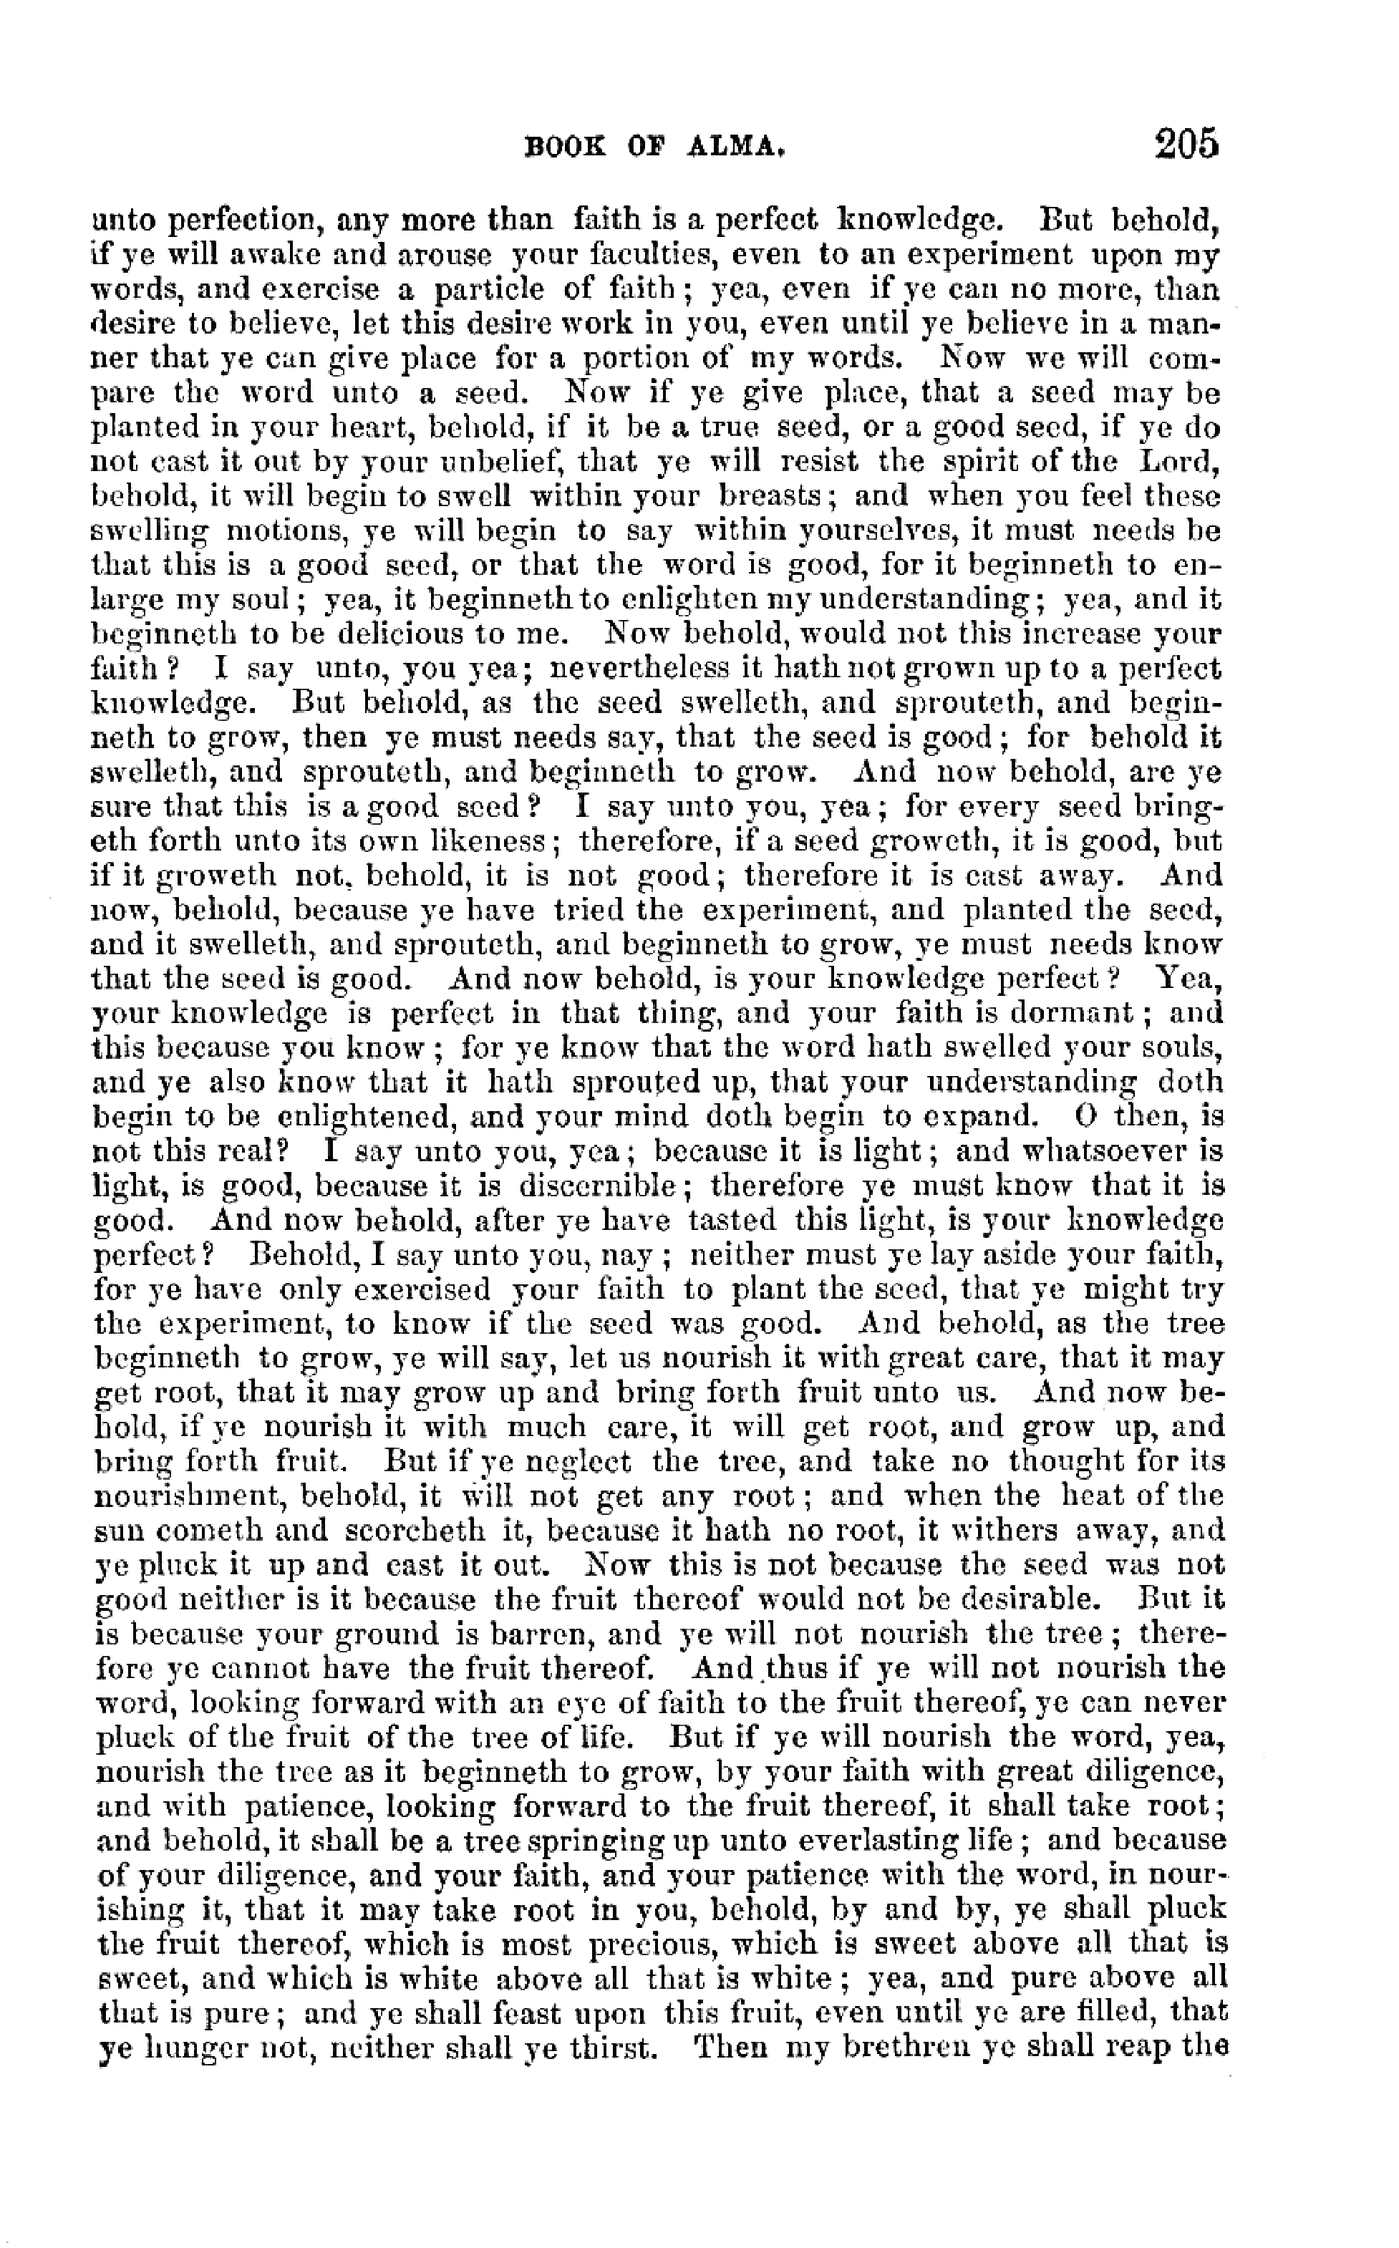 BOOK OF ALMA. 205
unto perfection, any more than faith is a perfect knowledge. But behold,
if ye will awake and arouse your faculties, even to an experiment upon my
words, and exercise a particle of faith; yea, even if ye can no more, than
desire to believe, let this desire work in you, even until ye believe in a man-
ner that ye can give place for a portion of my words. Now we will com-
pare the word unto a seed. Now if ye give place, that a seed may be
planted in your heart, behold, if it be a true seed, or a good seed, if ye do
not cast it out by your unbelief, that ye will resist the spirit of the Lord,
behold, it will begin to swell within your breasts; and when you feel these
swelling motions, ye will begin to say within yourselves, it must needs be
that this is a good seed, or that the word is good, for it beginneth to en-
large my soul; yea, it beginneth to enlighten my understanding; yea, and it
beginneth to be delicious to me. Now behold, would not this increase your
faith? I say unto, you yea; nevertheless it hath not grown up to a perfect
knowledge. But behold, as the seed swelleth, and sprouteth, and begin-
neth to grow, then ye must needs say, that the seed is good; for behold it
swelleth, and sprouteth, and beginneth to grow. And now behold, are ye
sure that this is a good seed? I say unto you, yea; for every seed bring-
eth forth unto its own likeness; therefore, if a seed groweth, it is good, but
if it groweth not, behold, it is not good; therefore it is cast away. And
now, behold, because ye have tried the experiment, and planted the seed,
and it swelleth, and sprouteth, and beginneth to grow, ye must needs know
that the seed is good. And now behold, is your knowledge perfect? Yea,
your knowledge is perfect in that thing, and your faith is dormant; and
this because you know; for ye know that the word hath swelled your souls,
and ye also know that it hath sprouted up, that your understanding doth
begin to be enlightened, and your mind doth begin to expand. O then, is
not this real? I say unto you, yea; because it is light; and whatsoever is
light, is good, because it is discernible; therefore ye must know that it is
good. And now behold, after ye have tasted this light, is your knowledge
perfect? Behold, I say unto you, nay; neither must ye lay aside your faith,
for ye have only exercised your faith to plant the seed, that ye might try
the experiment, to know if the seed was good. And behold, as the tree
beginneth to grow, ye will say, let us nourish it with great care, that it may
get root, that it may grow up and bring forth fruit unto us. And now be-
hold, if ye nourish it with much care, it will get root, and grow up, and
bring forth fruit. But if ye neglect the tree, and take no thought for its
nourishment, behold, it will not get any root; and when the heat of the
sun cometh and scorcheth it, because it hath no root, it withers away, and
ye pluck it up and cast it out. Now this is not because the seed was not
good neither is it because the fruit thereof would not be desirable. But it
is because your ground is barren, and ye will not nourish the tree; there-
fore ye cannot have the fruit thereof. And thus if ye will not nourish the
word, looking forward with an eye of faith to the fruit thereof, ye can never
pluck of the fruit of the tree of life. But if ye will nourish the word, yea,
nourish the tree as it beginneth to grow, by your faith with great diligence,
and with patience, looking forward to the fruit thereof, it shall take root;
and behold, it shall be a tree springing up unto everlasting life; and because
of your diligence, and your faith, and your patience with the word, in nour-
ishing it, that it may take root in you, behold, by and by, ye shall pluck
the fruit thereof, which is most precious, which is sweet above all that is
sweet, and which is white above all that is white; yea, and pure above all
that is pure; and ye shall feast upon this fruit, even until ye are filled, that
ye hunger not, neither shall ye thirst. Then my brethren ye shall reap the